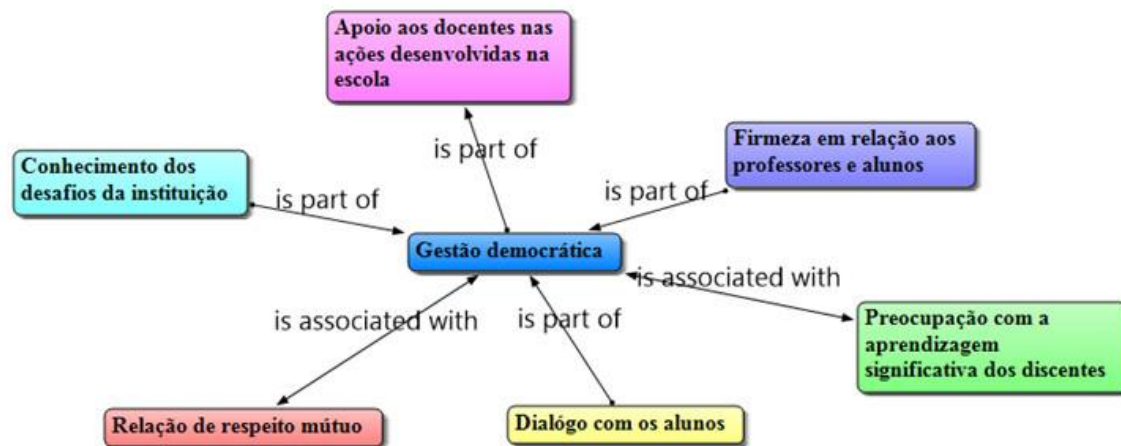 Apoio aos docentes nas
ações desenvolvidas na
escola
is part of
Firmeza em relação aos
professores e alunos
Conhecimento dos
desafios da instituição
is part of
is part of
Gestão democrática
is associated with
is associated with
is part of
Preocupação com a
aprendizagem
significativa dos discentes
Relação de respeito mútuo
Dialógo com os alunos